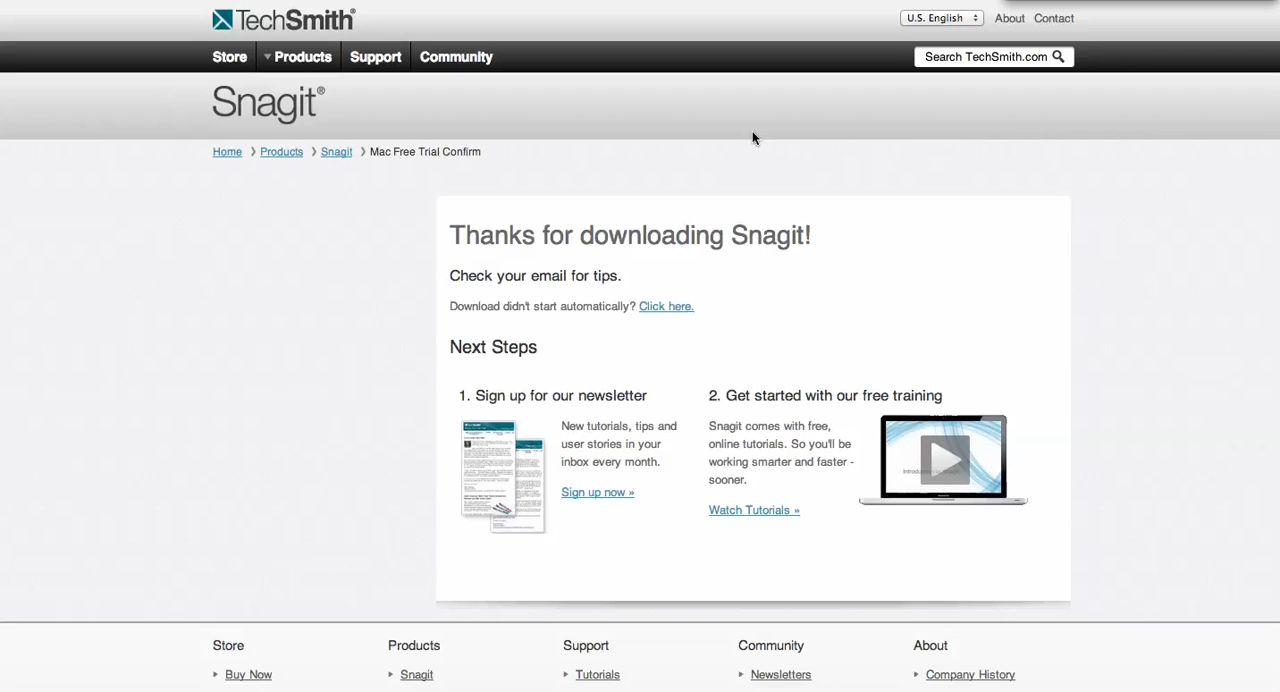 TechSmith®
U.S. English
About
Contact
Store
Products
Support
Community
Search TechSmith.com
Snagit®
Home
Products
Snagit
Mac Free Trial Confirm
Thanks for downloading Snagit!
Check your email for tips.
Download didn't start automatically? Click here.
Next Steps
1. Sign up for our newsletter
New tutorials, tips and
user stories in your
inbox every month.
Sign up now »
2. Get started with our free training
Snagit comes with free,
online tutorials. So you'll be
working smarter and faster -
sooner.
Watch Tutorials »
Store
Buy Now
Products
Snagit
Support
Tutorials
Community
Newsletters
About
Company History